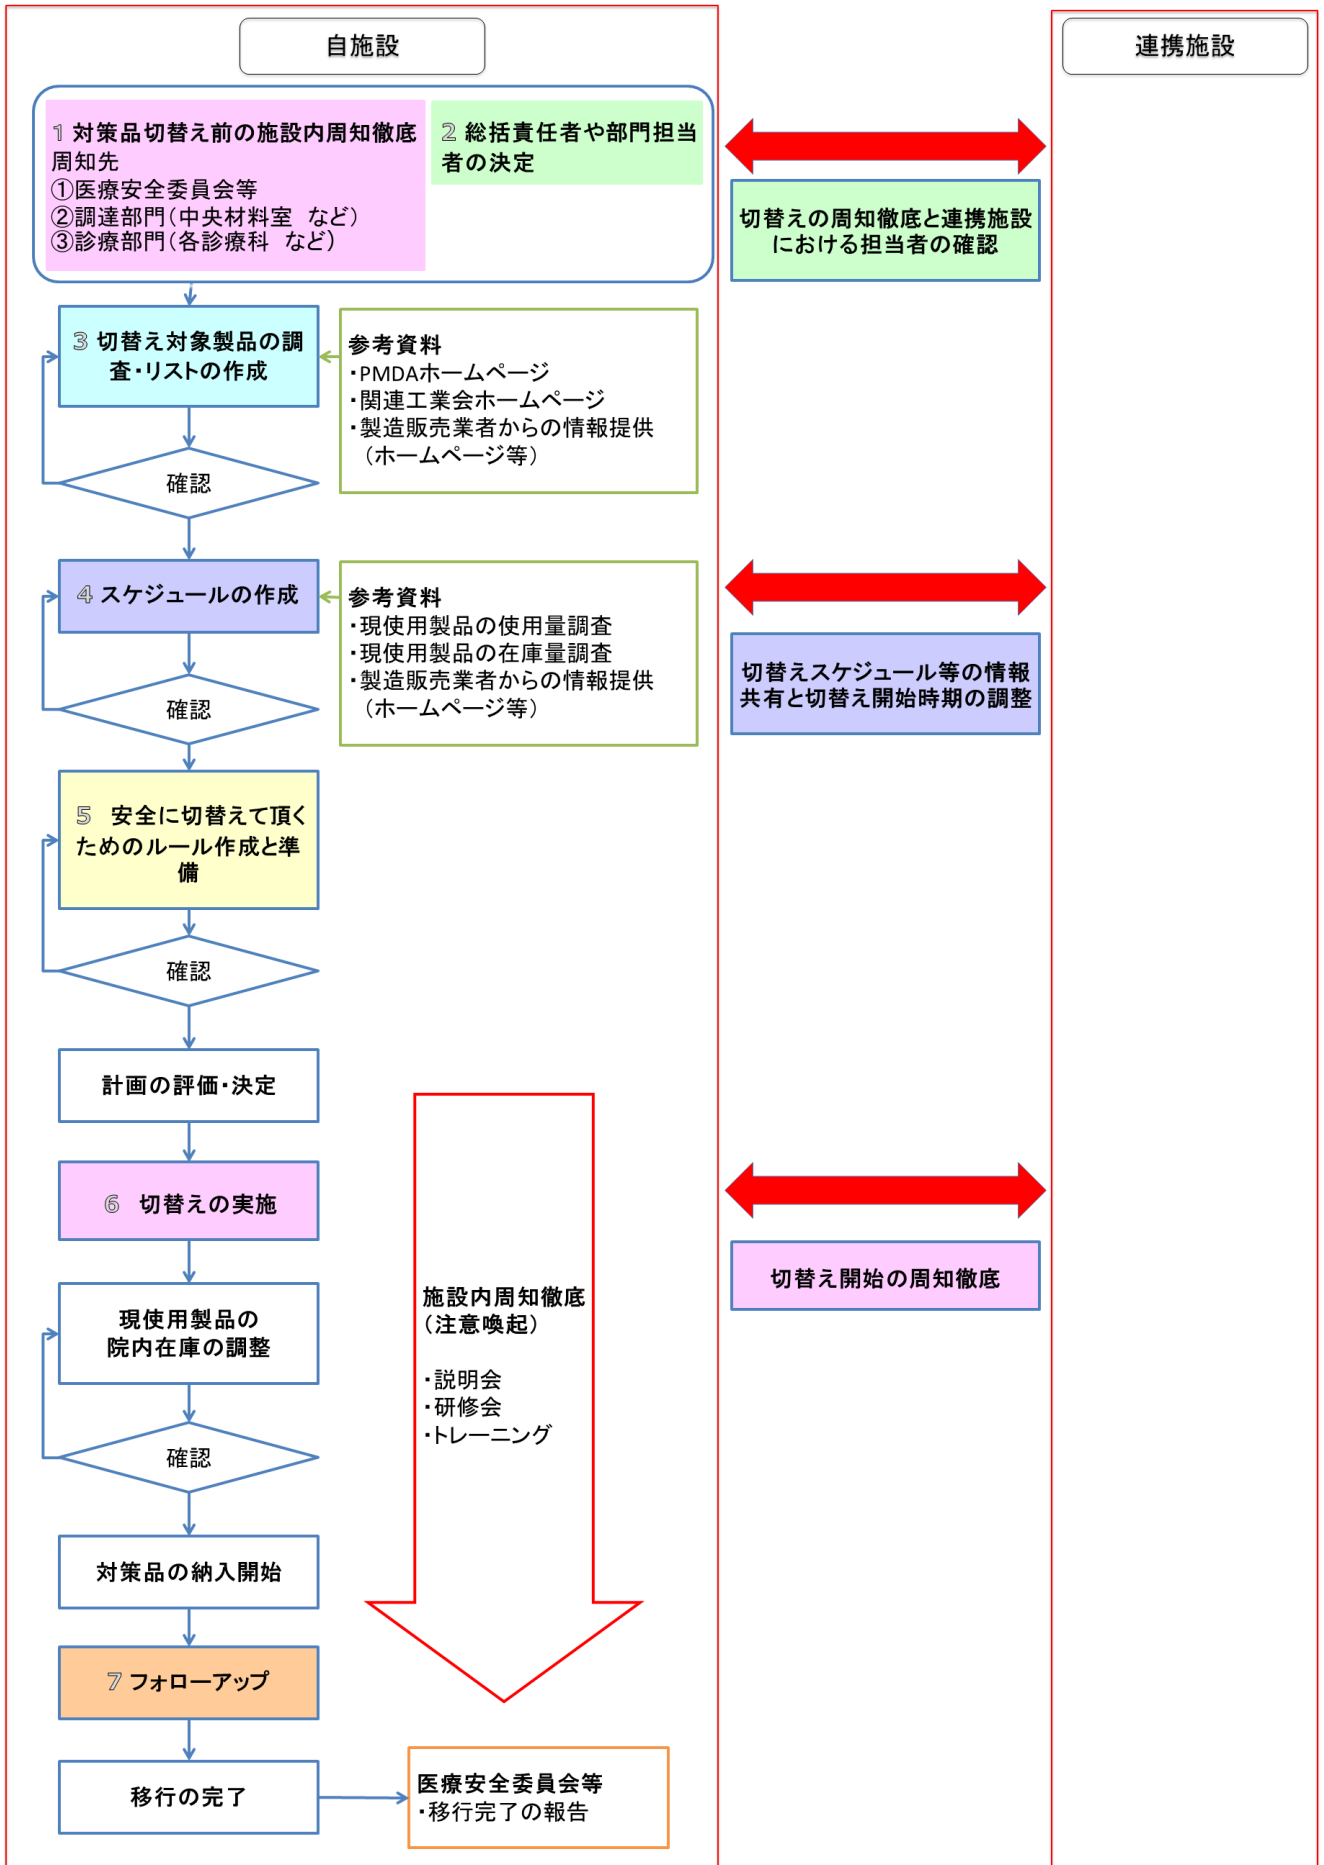 自施設
連携施設
1 対策品切替え前の施設内周知徹底
周知先
①医療安全委員会等
②調達部門(中央材料室　など)
③診療部門(各診療科　など)
2 総括責任者や部門担当
者の決定
切替えの周知徹底と連携施設
における担当者の確認
3 切替え対象製品の調
査・リストの作成
参考資料
・PMDAホームページ
・関連工業会ホームページ
・製造販売業者からの情報提供
（ホームページ等）
確認
4 スケジュールの作成
参考資料
・現使用製品の使用量調査
・現使用製品の在庫量調査
・製造販売業者からの情報提供
（ホームページ等）
切替えスケジュール等の情報
共有と切替え開始時期の調整
確認
5　安全に切替えて頂く
ためのルール作成と準
備
確認
計画の評価・決定
6　切替えの実施
切替え開始の周知徹底
現使用製品の
院内在庫の調整
施設内周知徹底
（注意喚起）
・説明会
・研修会
・トレーニング
確認
対策品の納入開始
7 フォローアップ
移行の完了
医療安全委員会等
・移行完了の報告